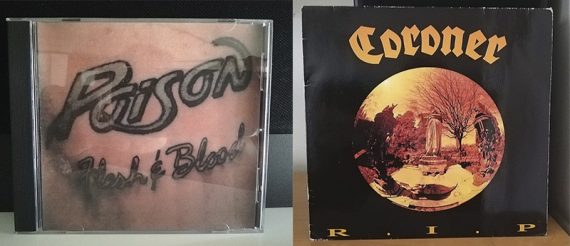 Poison
Flesh & Blood
Coroner
R.I.P